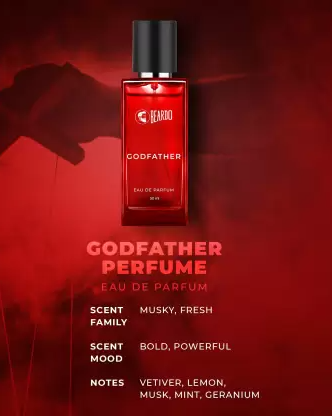 BEARDO
GODFATHER
EAU DE PARFUM
GODFATHER
PERFUME
EAU DE PARFUM
SCENT FAMILY
MUSKY, FRESH
SCENT MOOD
BOLD, POWERFUL
NOTES
VETIVER, LEMON,
MUSK, MINT, GERANIUM